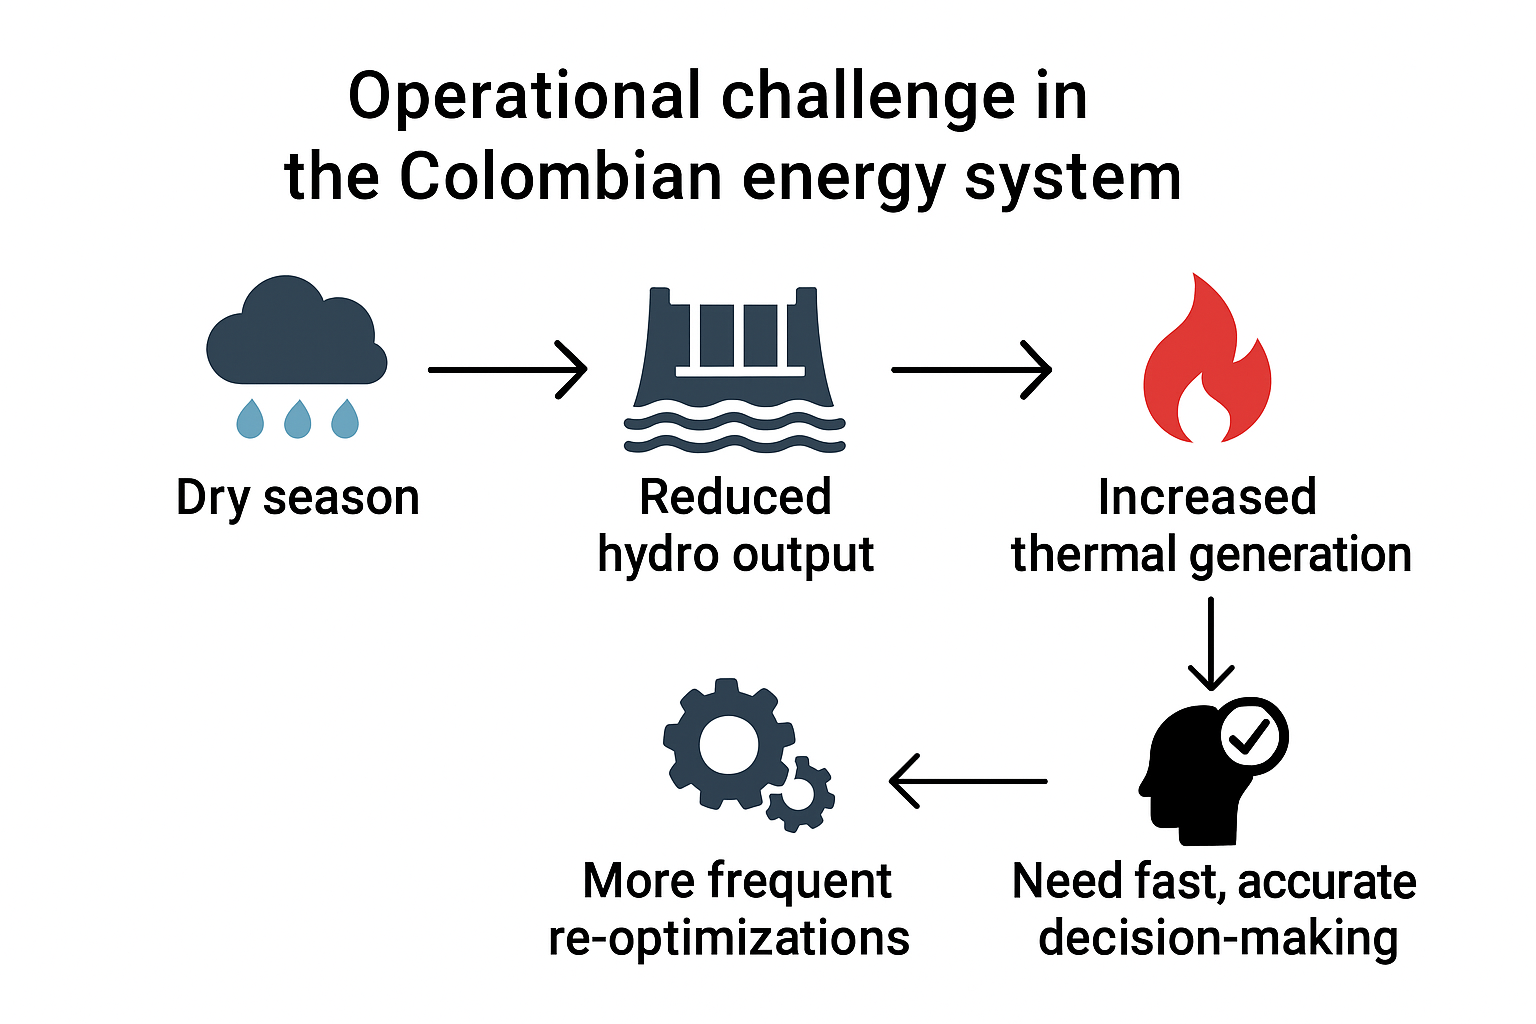 Operational challenge in
the Colombian energy system
Dry season
Reduced
hydro output
Increased
thermal generation
Need fast, accurate
decision-making
More frequent
re-optimizations